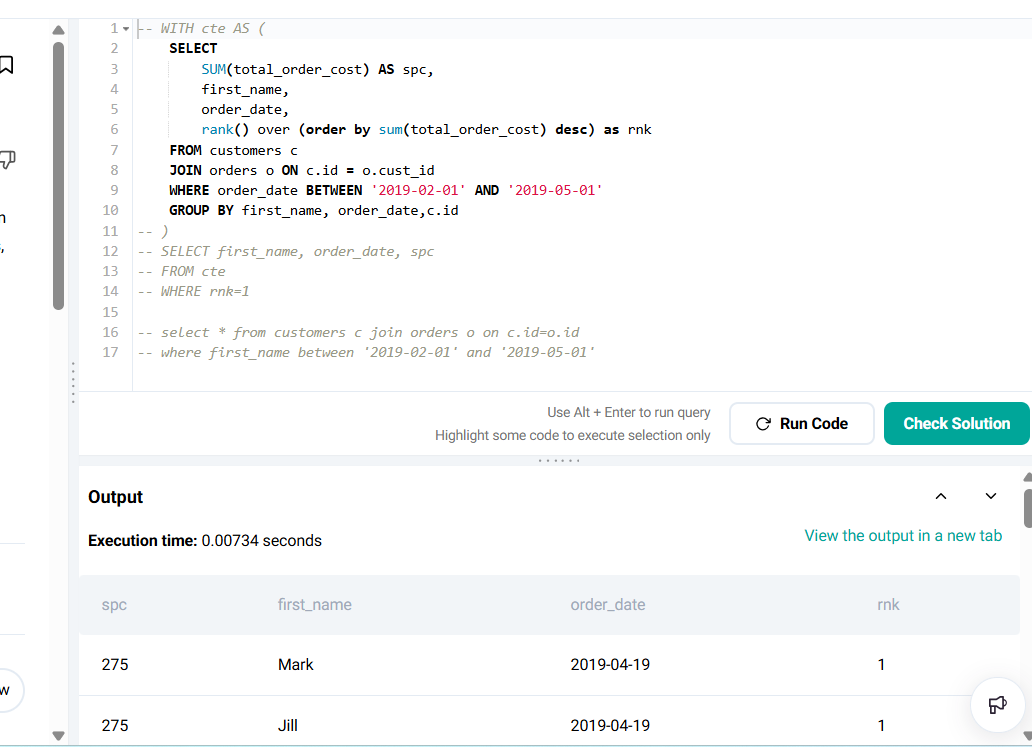 1 -- WITH cte AS (
2 SELECT
3 SUM(total_order_cost) AS spc,
4 first_name,
5 order_date,
6 rank() over (order by sum(total_order_cost) desc) as rnk
7 FROM customers c
8 JOIN orders o ON c.id = o.cust_id
9 WHERE order_date BETWEEN '2019-02-01' AND '2019-05-01'
10 GROUP BY first_name, order_date,c.id
11 -- )
12 -- SELECT first_name, order_date, spc
13 -- FROM cte
14 -- WHERE rnk=1
15
16 -- select * from customers c join orders o on c.id=o.id
17 -- where first_name between '2019-02-01' and '2019-05-01'
Use Alt + Enter to run query
Highlight some code to execute selection only
Run Code
Check Solution
Output
Execution time: 0.00734 seconds
View the output in a new tab
spc first_name order_date rnk
275 Mark 2019-04-19 1
275 Jill 2019-04-19 1